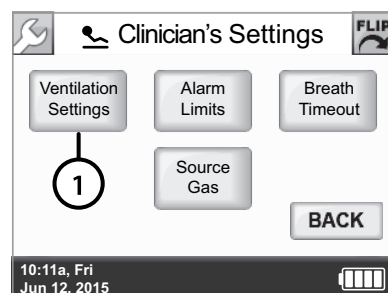 Clinician's Settings
FLIP
Ventilation
Settings
Alarm
Limits
Breath
Timeout
1
Source
Gas
BACK
10:11a, Fri
Jun 12, 2015